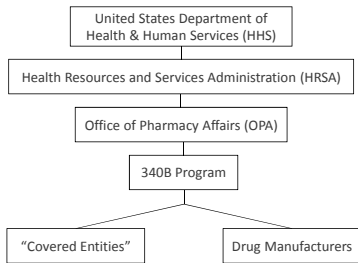 United States Department of
Health & Human Services (HHS)
Health Resources and Services Administration (HRSA)
Office of Pharmacy Affairs (OPA)
340B Program
“Covered Entities”
Drug Manufacturers